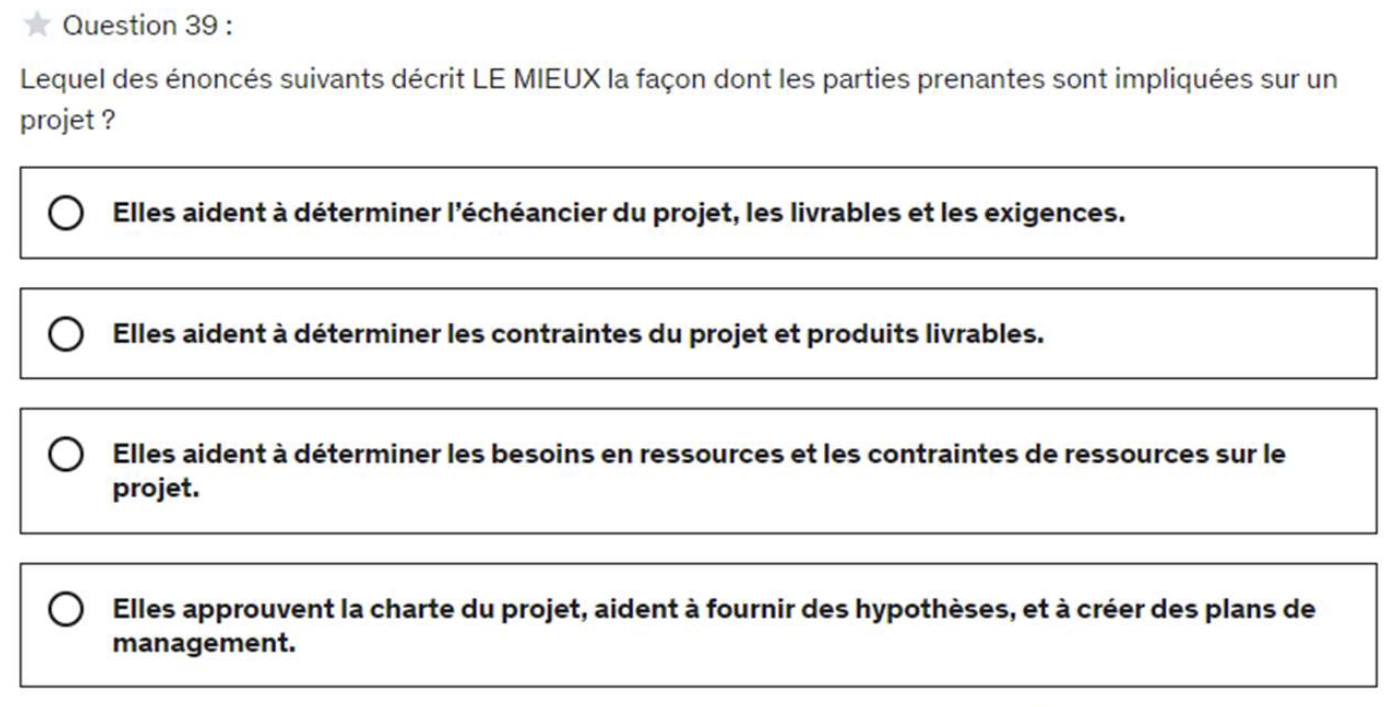 Question 39 :
Lequel des énoncés suivants décrit LE MIEUX la façon dont les parties prenantes sont impliquées sur un
projet ?
Elles aident à déterminer l’échéancier du projet, les livrables et les exigences.
Elles aident à déterminer les contraintes du projet et produits livrables.
Elles aident à déterminer les besoins en ressources et les contraintes de ressources sur le
projet.
Elles approuvent la charte du projet, aident à fournir des hypothèses, et à créer des plans de
management.